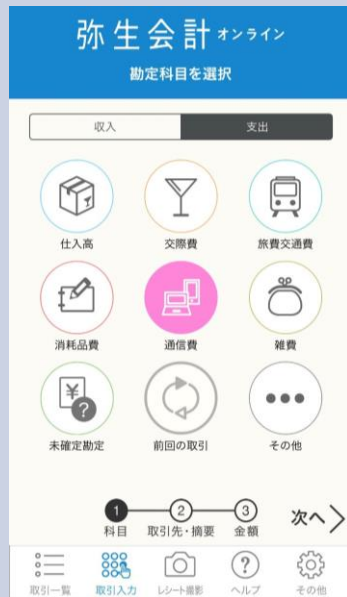 弥生会計 オンライン
勘定科目を選択
収入 支出
仕入高 交際費 旅費交通費
消耗品費 通信費 雑費
¥ ?
未確定勘定 前回の取引 その他
1 2 3 次へ
科目 取引先・摘要 金額
?
取引一覧 取引入力 レシート撮影 ヘルプ その他